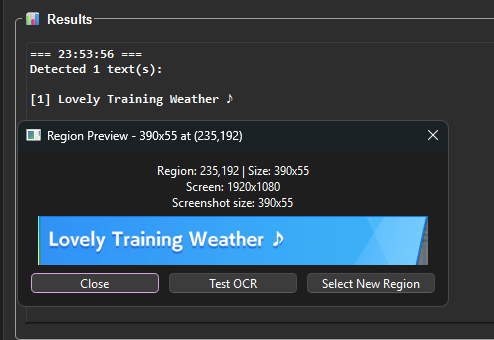 Results
=== 23:53:56 ===
Detected 1 text(s):
[1] Lovely Training Weather ♪
Region Preview - 390x55 at (235,192)
Region: 235,192 | Size: 390x55
Screen: 1920x1080
Screenshot size: 390x55
Lovely Training Weather ♪
Close Test OCR Select New Region